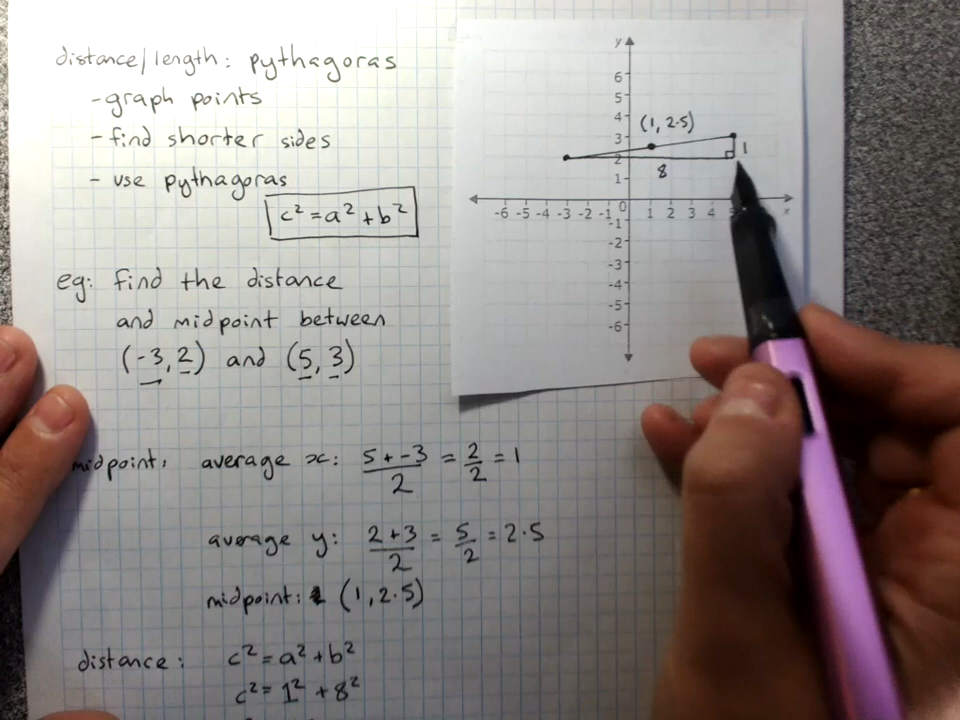 distance/length: pythagoras
- graph points
- find shorter sides
- use pythagoras
c² = a² + b²
eg: find the distance
and midpoint between
(-3, 2) and (5, 3)
midpoint: average x: (5 + -3)/2 = 2/2 = 1
average y: (2 + 3)/2 = 5/2 = 2.5
midpoint: (1, 2.5)
distance: c² = a² + b²
c² = 1² + 8²
y
6
5
4
3
2
1
(1, 2.5)
1
8
-6 -5 -4 -3 -2 -1 0 1 2 3 4 x
-1
-2
-3
-4
-5
-6